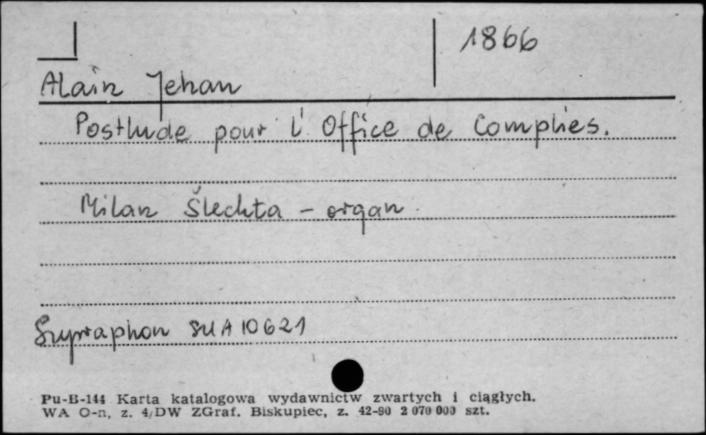 1866
Alain Jehan
Postlude pour l' Office de Complies.
Milan Šlechta – organ
Supraphon SUA 10621
Pu-B-144 Karta katalogowa wydawnictw zwartych i ciągłych.
WA O-n, z. 4/DW ZGraf. Biskupiec, z. 42-90 2 070 000 szt.